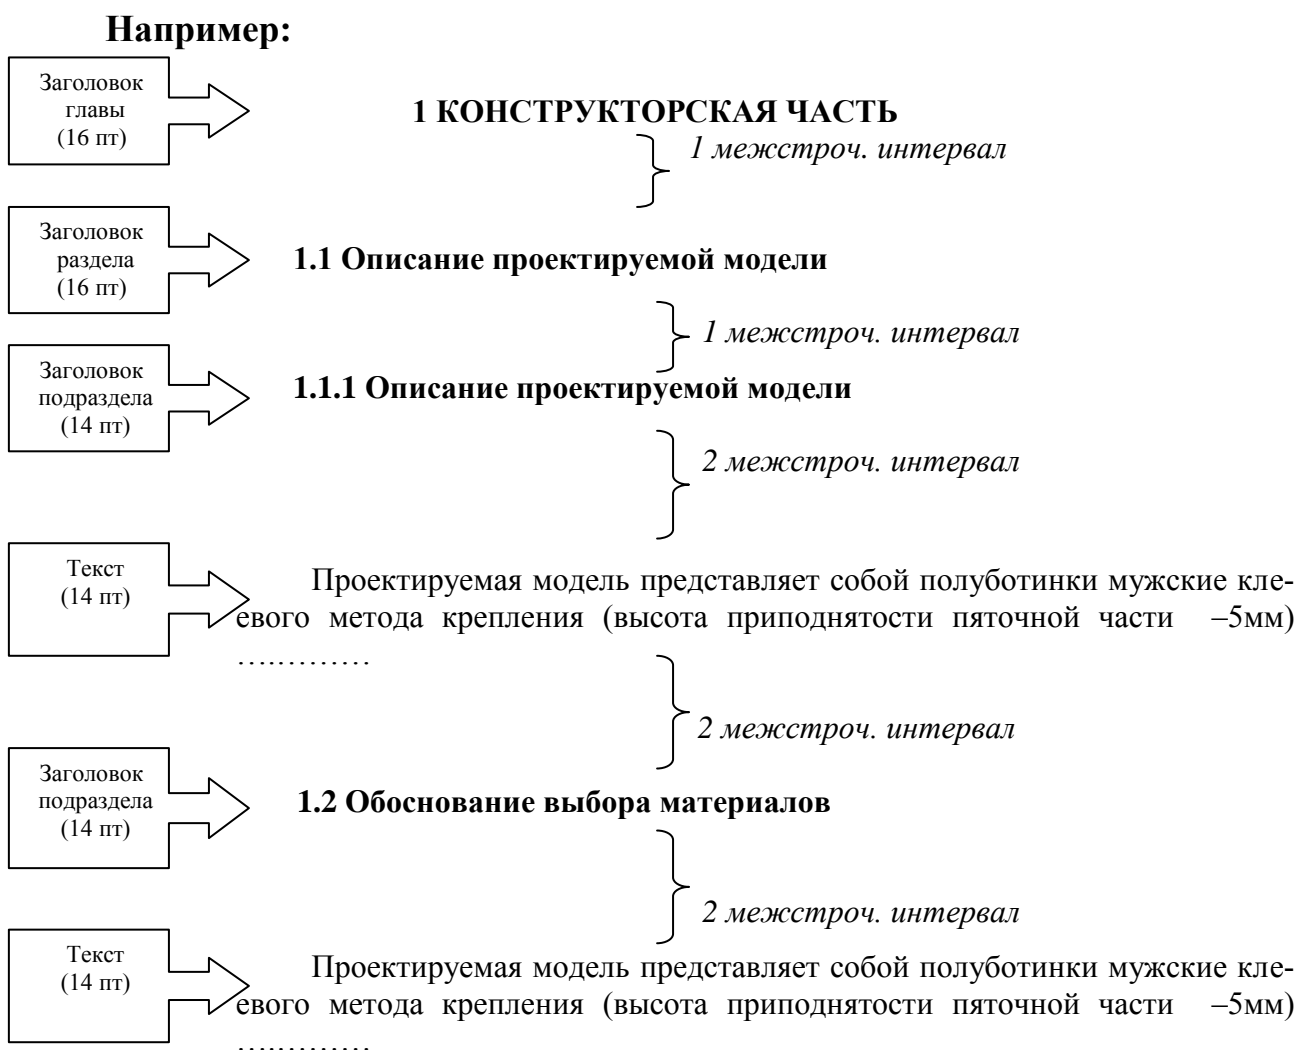 Например:
Заголовок
главы
(16 пт)
1 КОНСТРУКТОРСКАЯ ЧАСТЬ
1 межстроч. интервал
Заголовок
раздела
(16 пт)
1.1 Описание проектируемой модели
1 межстроч. интервал
Заголовок
подраздела
(14 пт)
1.1.1 Описание проектируемой модели
2 межстроч. интервал
Текст
(14 пт)
Проектируемая модель представляет собой полуботинки мужские кле-
евого метода крепления (высота приподнятости пяточной части –5мм)
………….
2 межстроч. интервал
Заголовок
подраздела
(14 пт)
1.2 Обоснование выбора материалов
2 межстроч. интервал
Текст
(14 пт)
Проектируемая модель представляет собой полуботинки мужские кле-
евого метода крепления (высота приподнятости пяточной части –5мм)
………….